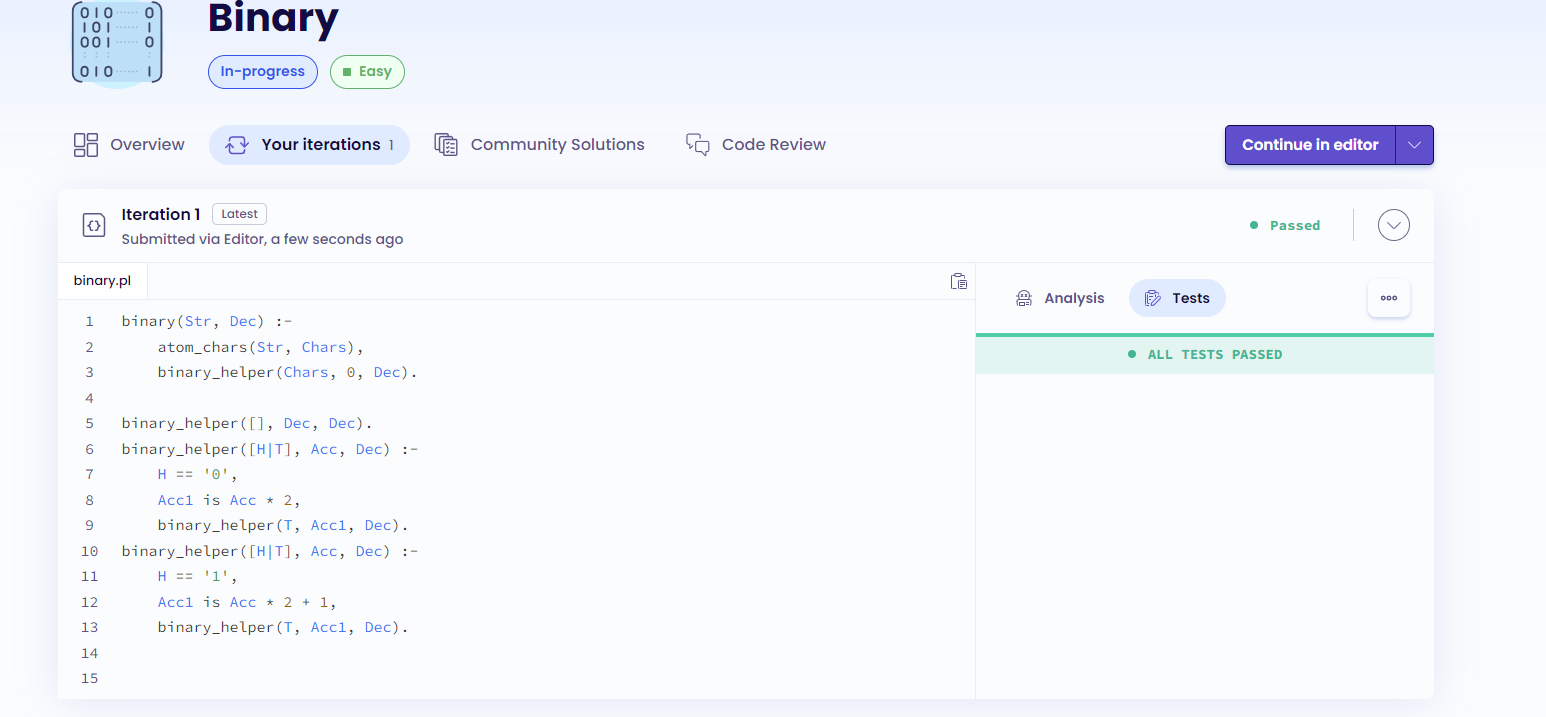 010 0
101 1
001 0
010 1
Binary
In-progress Easy
Overview Your iterations 1 Community Solutions Code Review Continue in editor
Iteration 1 Latest
Submitted via Editor, a few seconds ago
Passed
binary.pl
Analysis Tests
ALL TESTS PASSED
1 binary(Str, Dec) :-
2     atom_chars(Str, Chars),
3     binary_helper(Chars, 0, Dec).
4
5 binary_helper([], Dec, Dec).
6 binary_helper([H|T], Acc, Dec) :-
7     H == '0',
8     Acc1 is Acc * 2,
9     binary_helper(T, Acc1, Dec).
10 binary_helper([H|T], Acc, Dec) :-
11     H == '1',
12     Acc1 is Acc * 2 + 1,
13     binary_helper(T, Acc1, Dec).
14
15